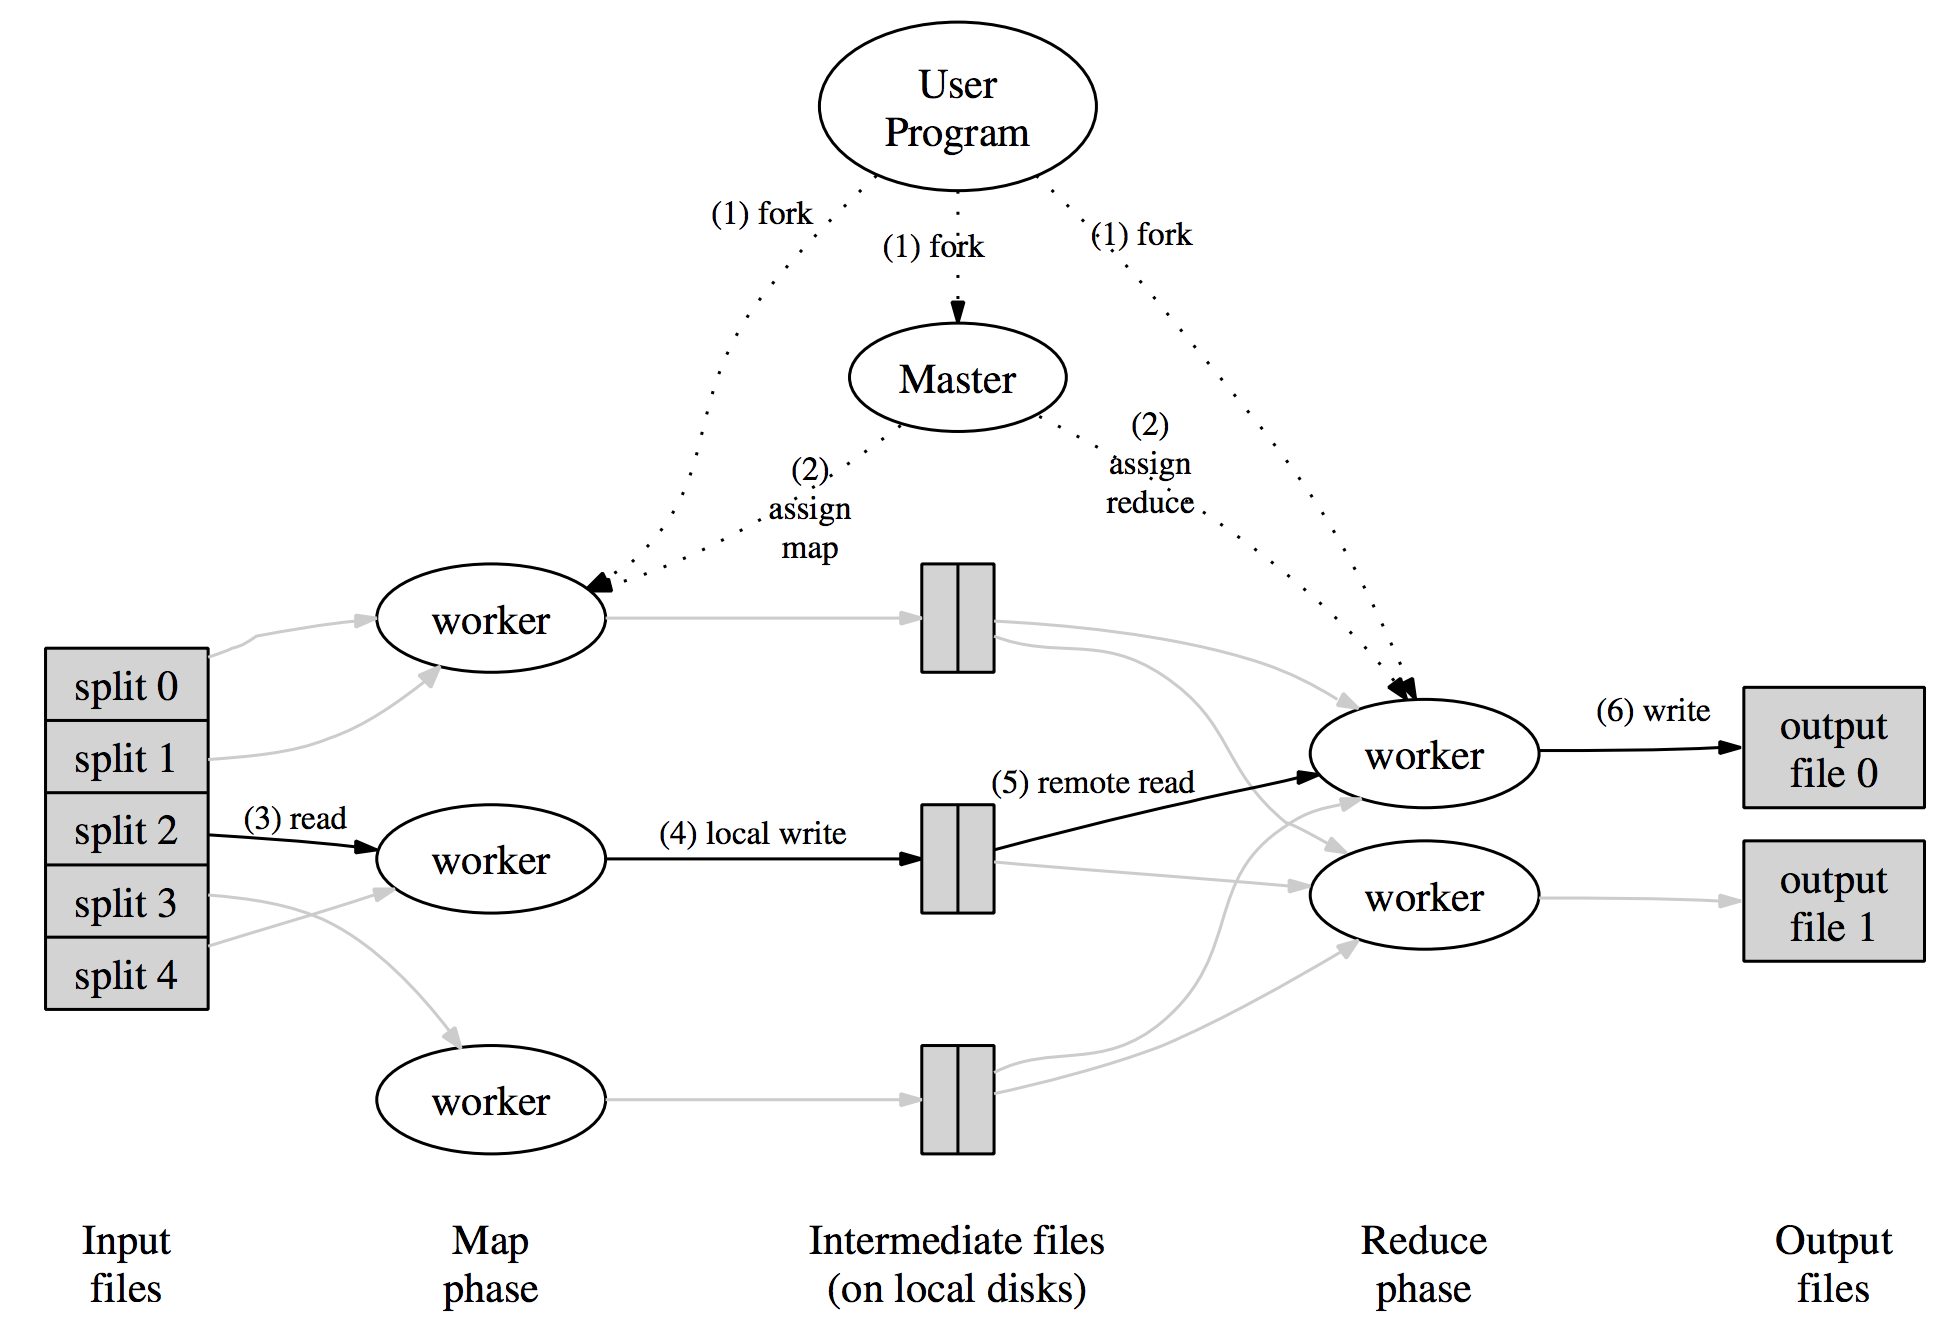 User
Program
(1) fork
(1) fork
(1) fork
Master
(2)
assign
map
(2)
assign
reduce
worker
split 0
split 1
split 2
split 3
split 4
(3) read
worker
(4) local write
worker
(5) remote read
worker
worker
(6) write
output
file 0
output
file 1
Input
files
Map
phase
Intermediate files
(on local disks)
Reduce
phase
Output
files